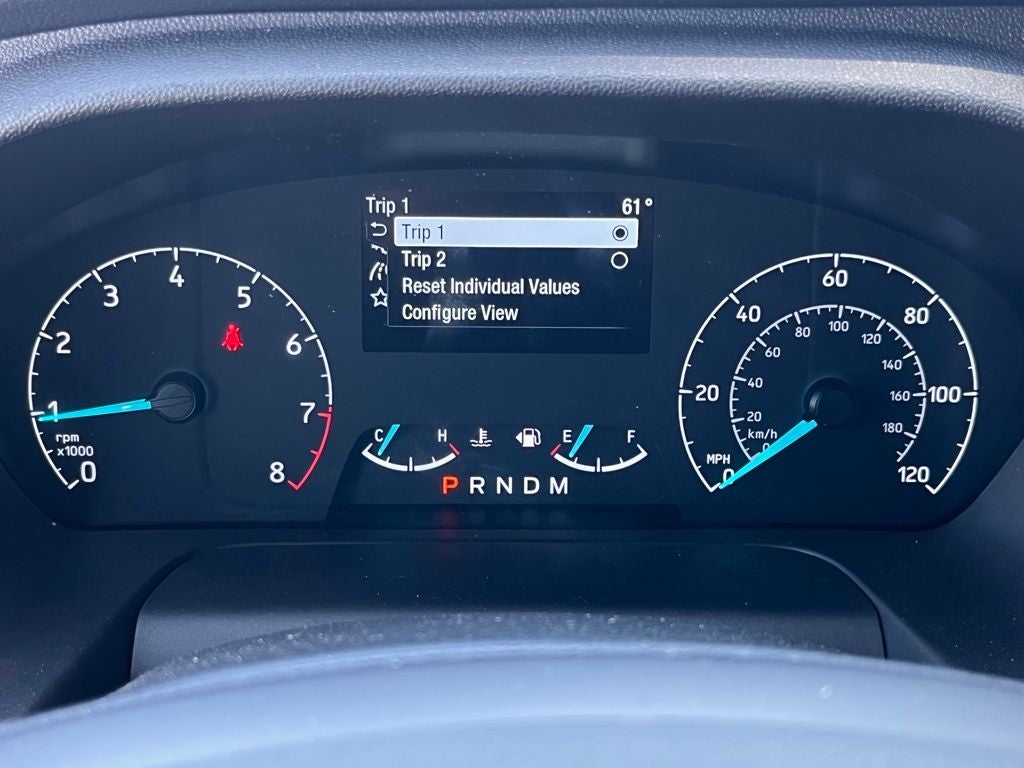 Trip 1 61°
Trip 1
Trip 2
Reset Individual Values
Configure View
0 1 2 3 4 5 6 7 8
rpm
x1000
C H
E F
P R N D M
0 20 40 60 80 100 120
MPH
0 20 40 60 80 100 120 140 160 180
km/h